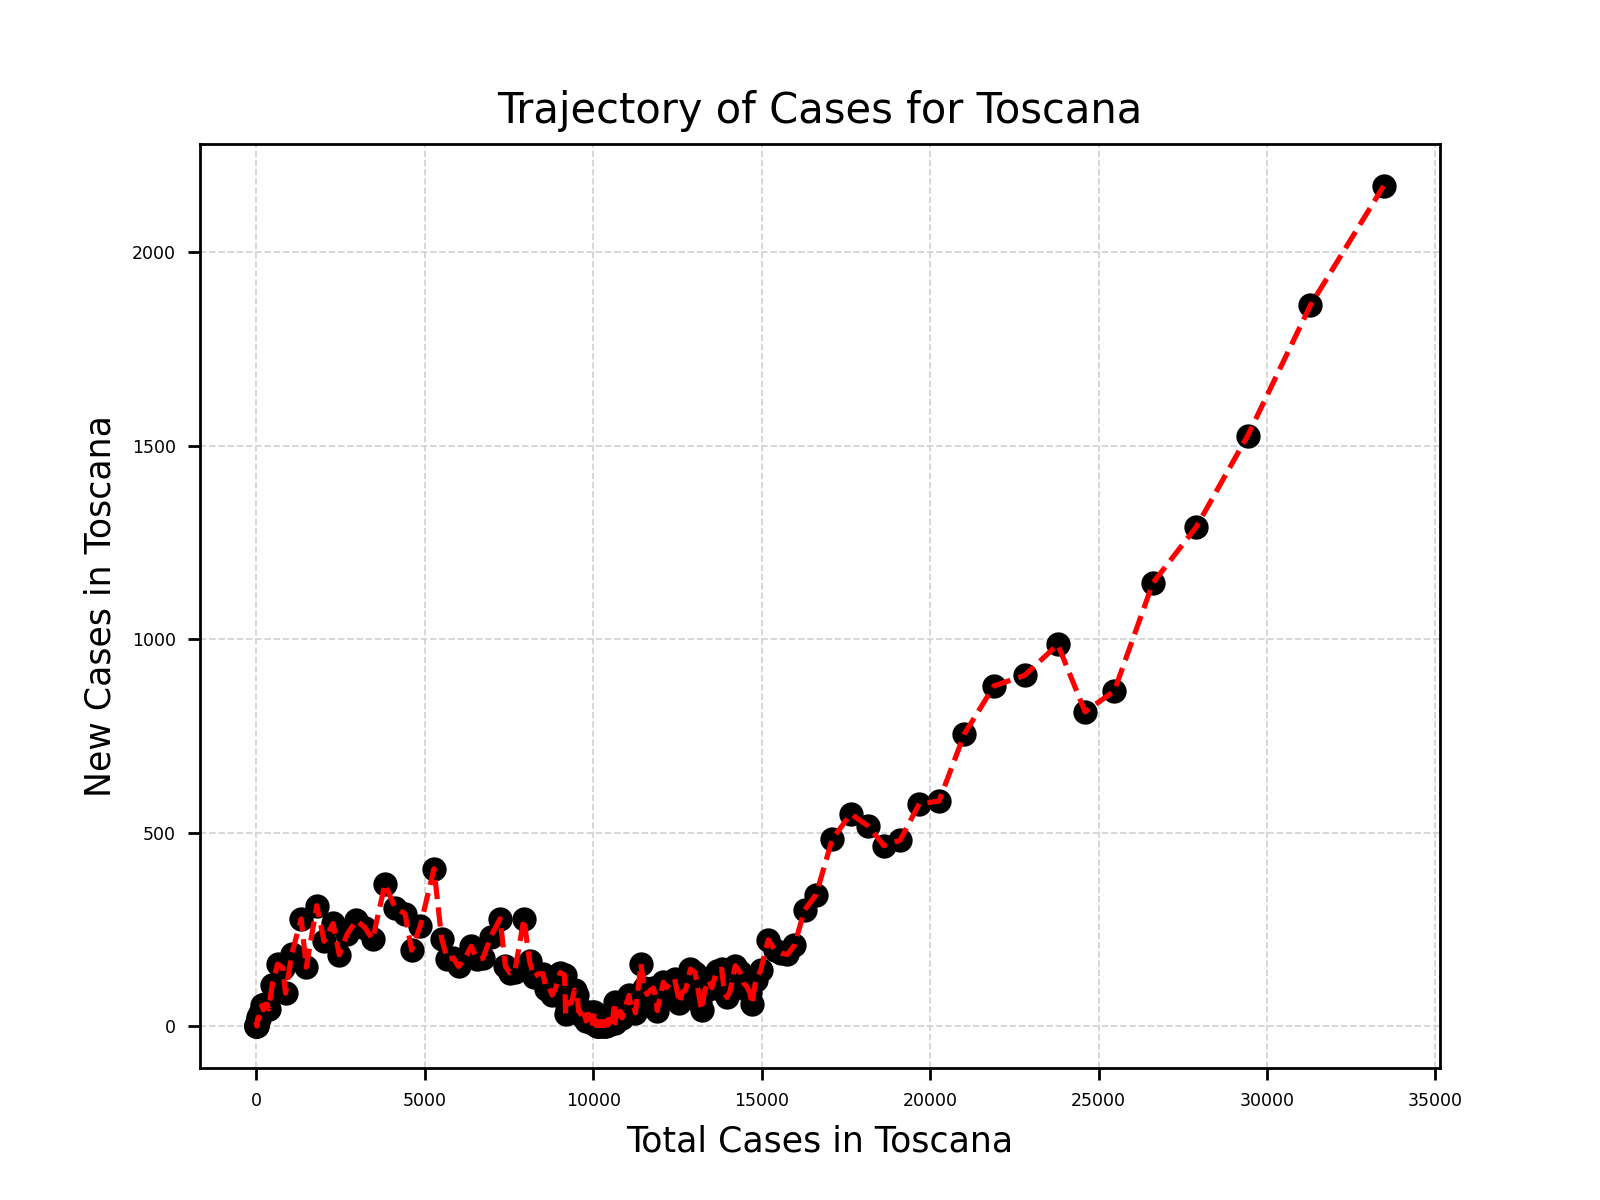 Trajectory of Cases for Toscana
New Cases in Toscana
2000
1500
1000
500
0
0 5000 10000 15000 20000 25000 30000 35000
Total Cases in Toscana